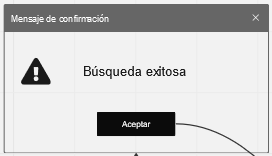 Mensaje de confirmación
Búsqueda exitosa
Aceptar